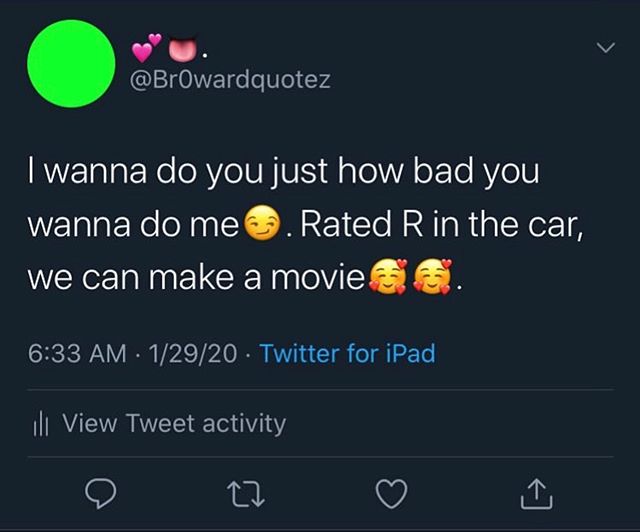 💕👅.
@Br0wardquotez
I wanna do you just how bad you
wanna do me😏. Rated R in the car,
we can make a movie🥰🥰.
6:33 AM · 1/29/20 · Twitter for iPad
View Tweet activity